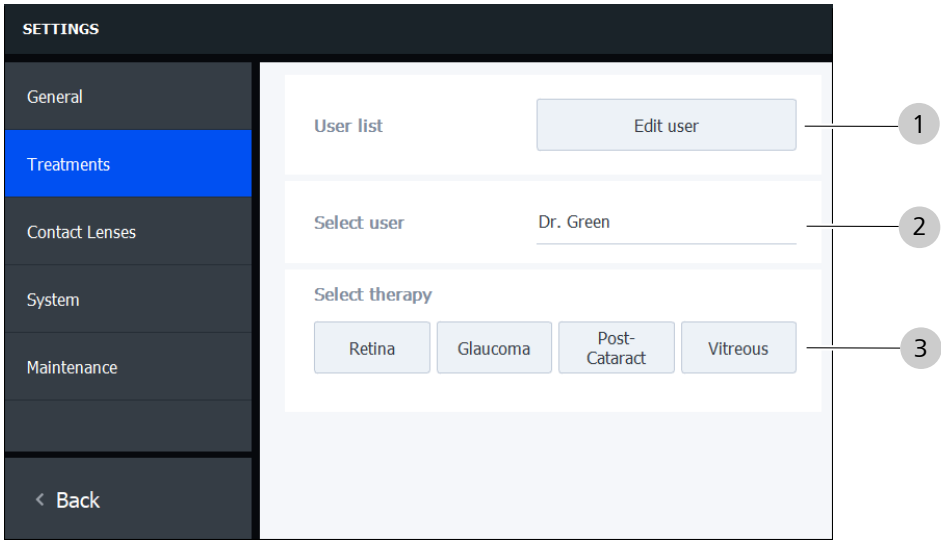 SETTINGS
General
Treatments
Contact Lenses
System
Maintenance
< Back
User list
Edit user
1
Select user
Dr. Green
2
Select therapy
Retina
Glaucoma
Post-
Cataract
Vitreous
3